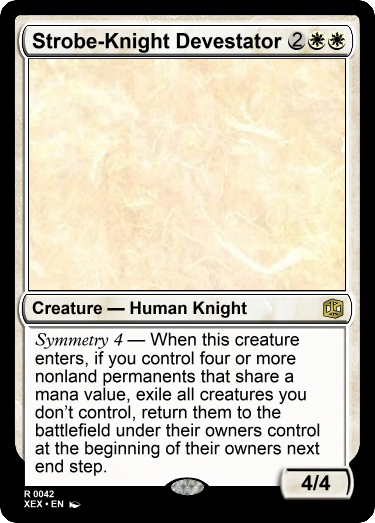 Strobe-Knight Devestator 2
Creature — Human Knight
Symmetry 4 — When this creature
enters, if you control four or more
nonland permanents that share a
mana value, exile all creatures you
don’t control, return them to the
battlefield under their owners control
at the beginning of their owners next
end step.
4/4
R 0042
XEX • EN